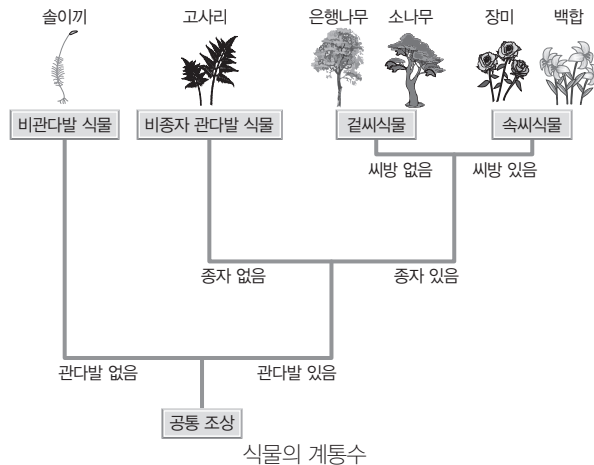 솔이끼 고사리 은행나무 소나무 장미 백합
비관다발 식물 비종자 관다발 식물 겉씨식물 속씨식물
씨방 없음 씨방 있음
종자 없음 종자 있음
관다발 없음 관다발 있음
공통 조상
식물의 계통수